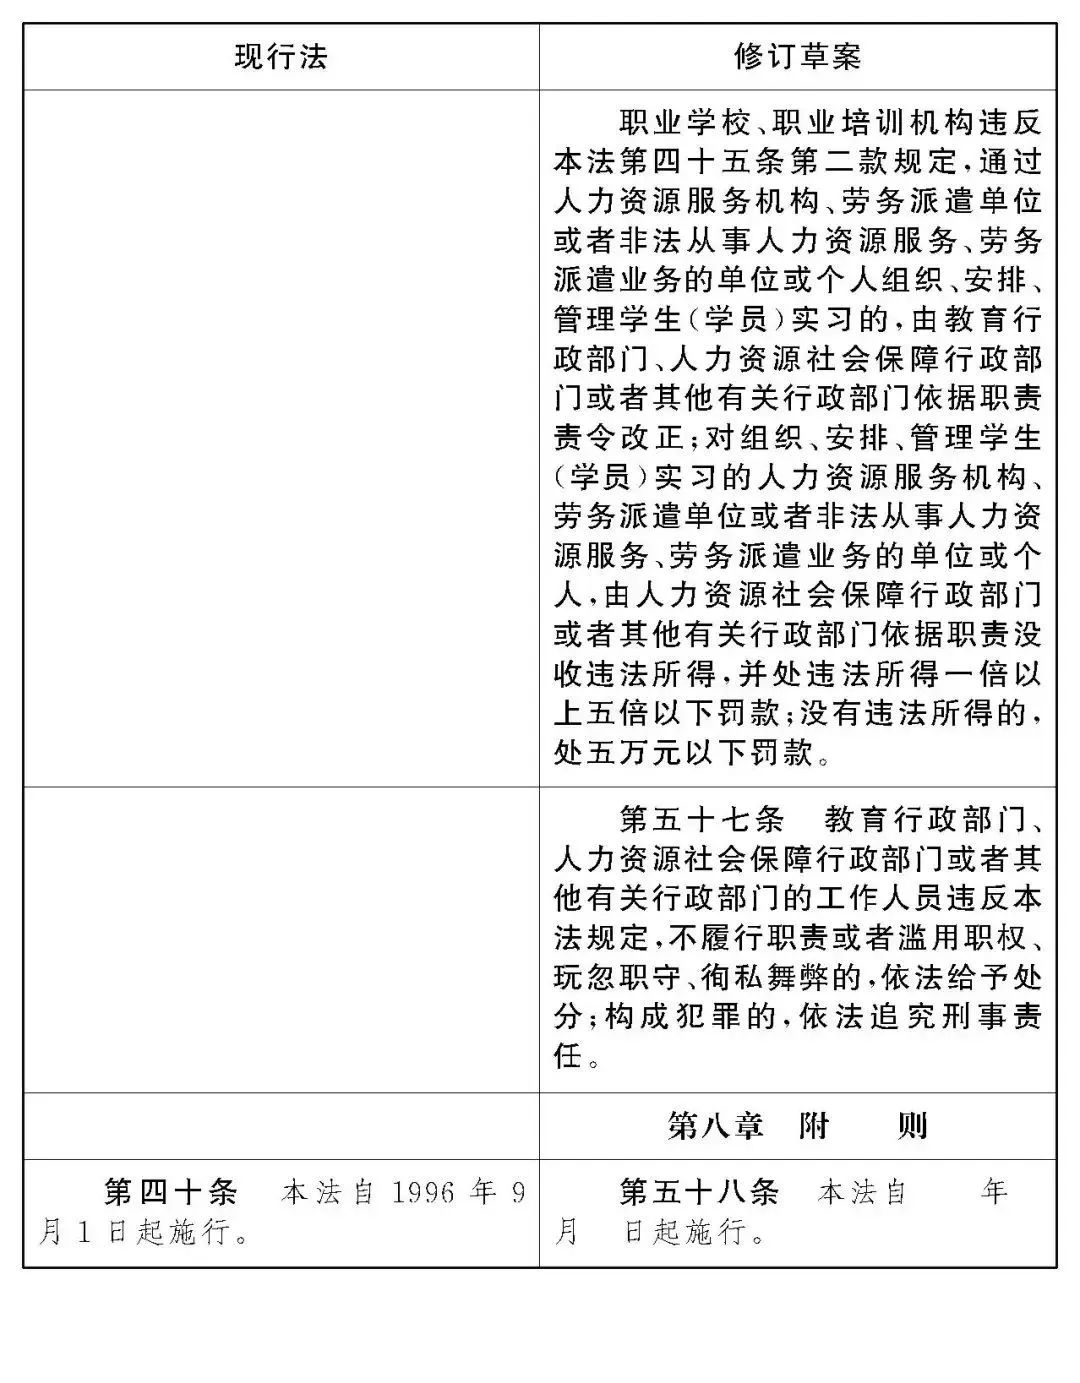 现行法
修订草案
职业学校、职业培训机构违反
本法第四十五条第二款规定,通过
人力资源服务机构、劳务派遣单位
或者非法从事人力资源服务、劳务
派遣业务的单位或个人组织、安排、
管理学生(学员)实习的,由教育行
政部门、人力资源社会保障行政部
门或者其他有关行政部门依据职责
责令改正;对组织、安排、管理学生
(学员)实习的人力资源服务机构、
劳务派遣单位或者非法从事人力资
源服务、劳务派遣业务的单位或个
人,由人力资源社会保障行政部门
或者其他有关行政部门依据职责没
收违法所得,并处违法所得一倍以
上五倍以下罚款;没有违法所得的,
处五万元以下罚款。
第五十七条 教育行政部门、
人力资源社会保障行政部门或者其
他有关行政部门的工作人员违反本
法规定,不履行职责或者滥用职权、
玩忽职守、徇私舞弊的,依法给予处
分;构成犯罪的,依法追究刑事责
任。
第八章 附 则
第四十条 本法自1996年9
月1日起施行。
第五十八条 本法自 年
月 日起施行。